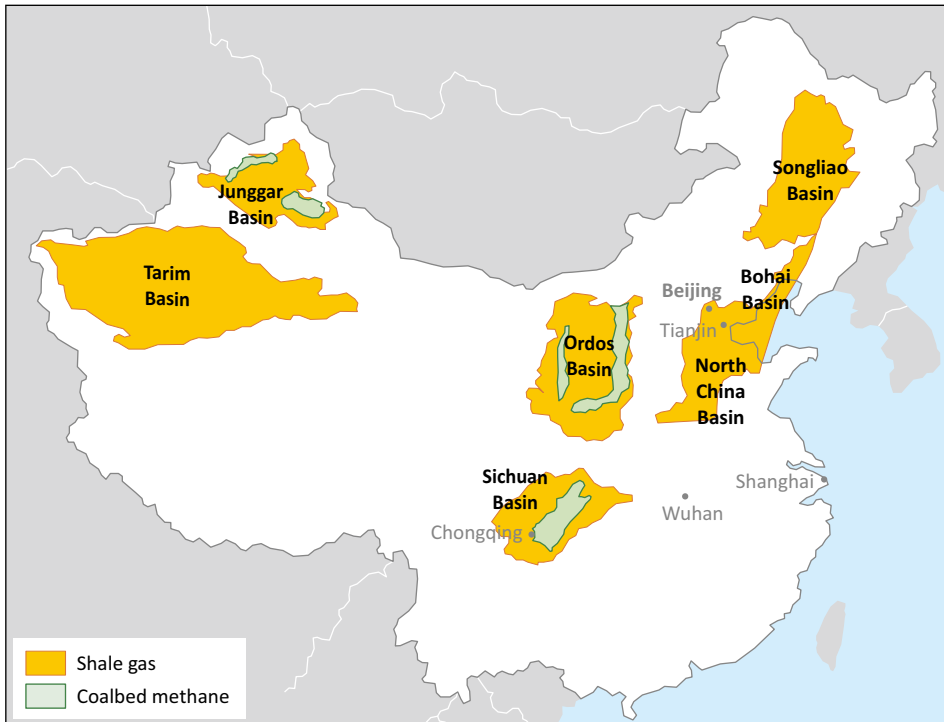 Songliao
Basin
Junggar
Basin
Tarim
Basin
Bohai
Basin
Beijing
Tianjin
Ordos
Basin
North
China
Basin
Sichuan
Basin
Shanghai
Wuhan
Chongqing
Shale gas
Coalbed methane